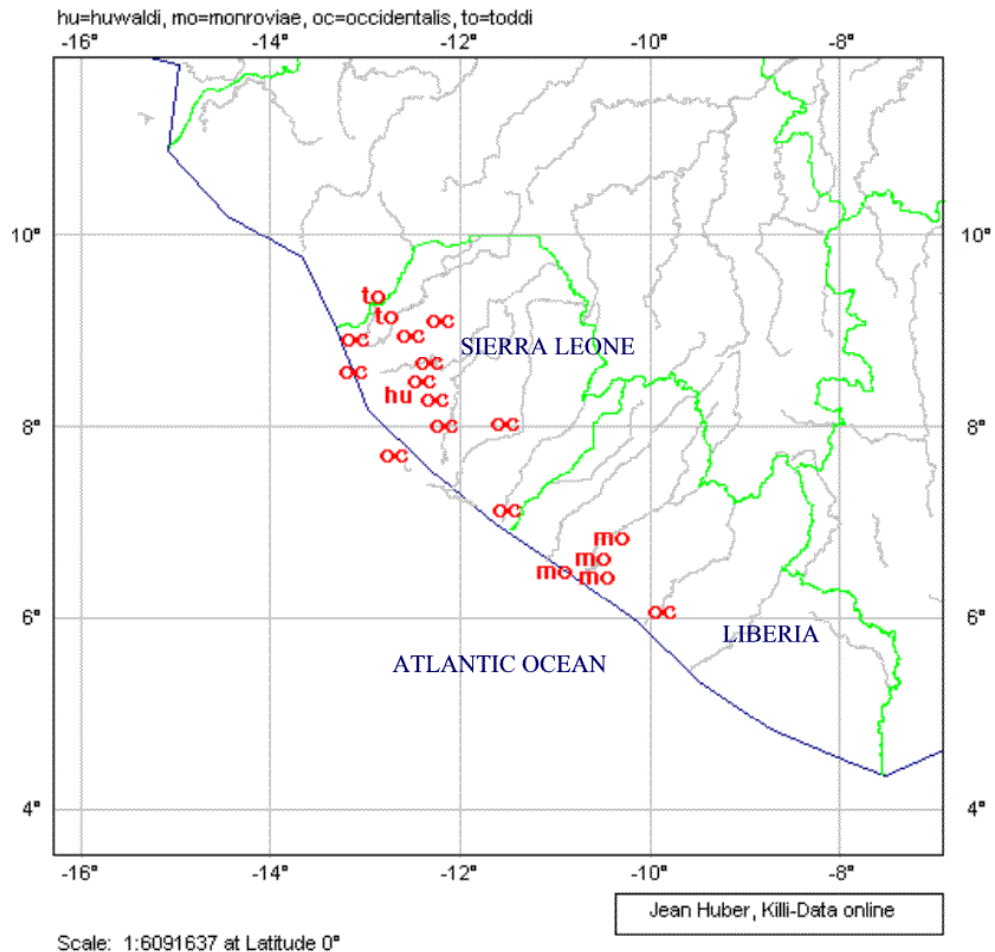 hu=huwaldi, mo=monroviae, oc=occidentalis, to=toddi
-16° -14° -12° -10° -8°
10° 10°
to
to
oc
oc
oc
SIERRA LEONE
oc
oc
oc
hu
oc
8° 8°
oc
oc
oc
oc
mo
mo
mo
mo
6° 6°
oc
LIBERIA
ATLANTIC OCEAN
4° 4°
-16° -14° -12° -10° -8°
Jean Huber, Killi-Data online
Scale: 1:6091637 at Latitude 0°